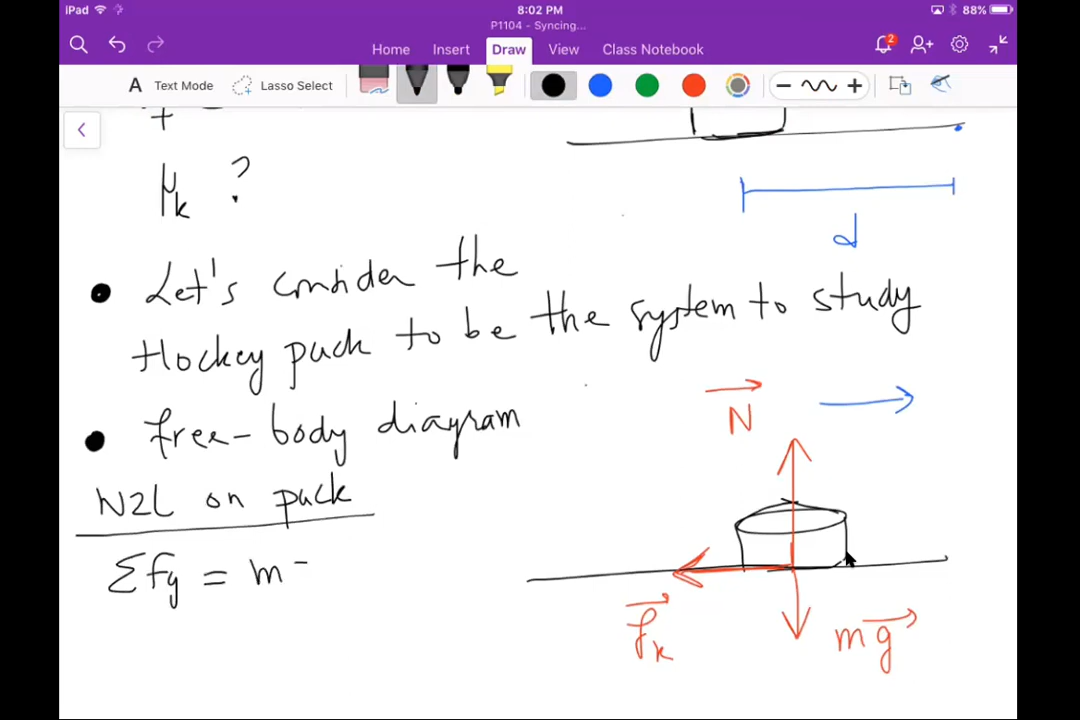 iPad 8:02 PM 88%
P1104 - Syncing...
Home Insert Draw View Class Notebook 2
A Text Mode Lasso Select
μk ?
d
• Let's consider the
Hockey puck to be the system to study
• free-body diagram
N
N2L on puck
ΣFy = m
fk
mg